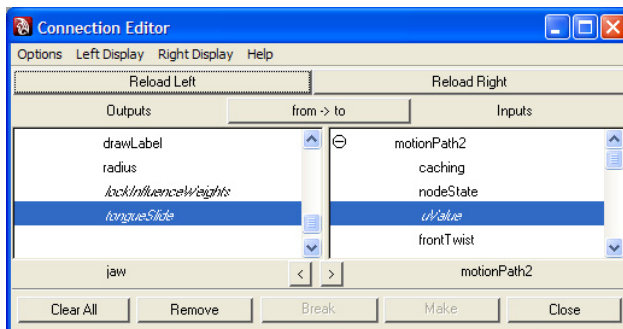 Connection Editor
Options Left Display Right Display Help
Reload Left Reload Right
Outputs from -> to Inputs
drawLabel motionPath2
radius caching
lockInfluenceWeights nodeState
tongueSlide uValue
frontTwist
jaw < > motionPath2
Clear All Remove Break Make Close